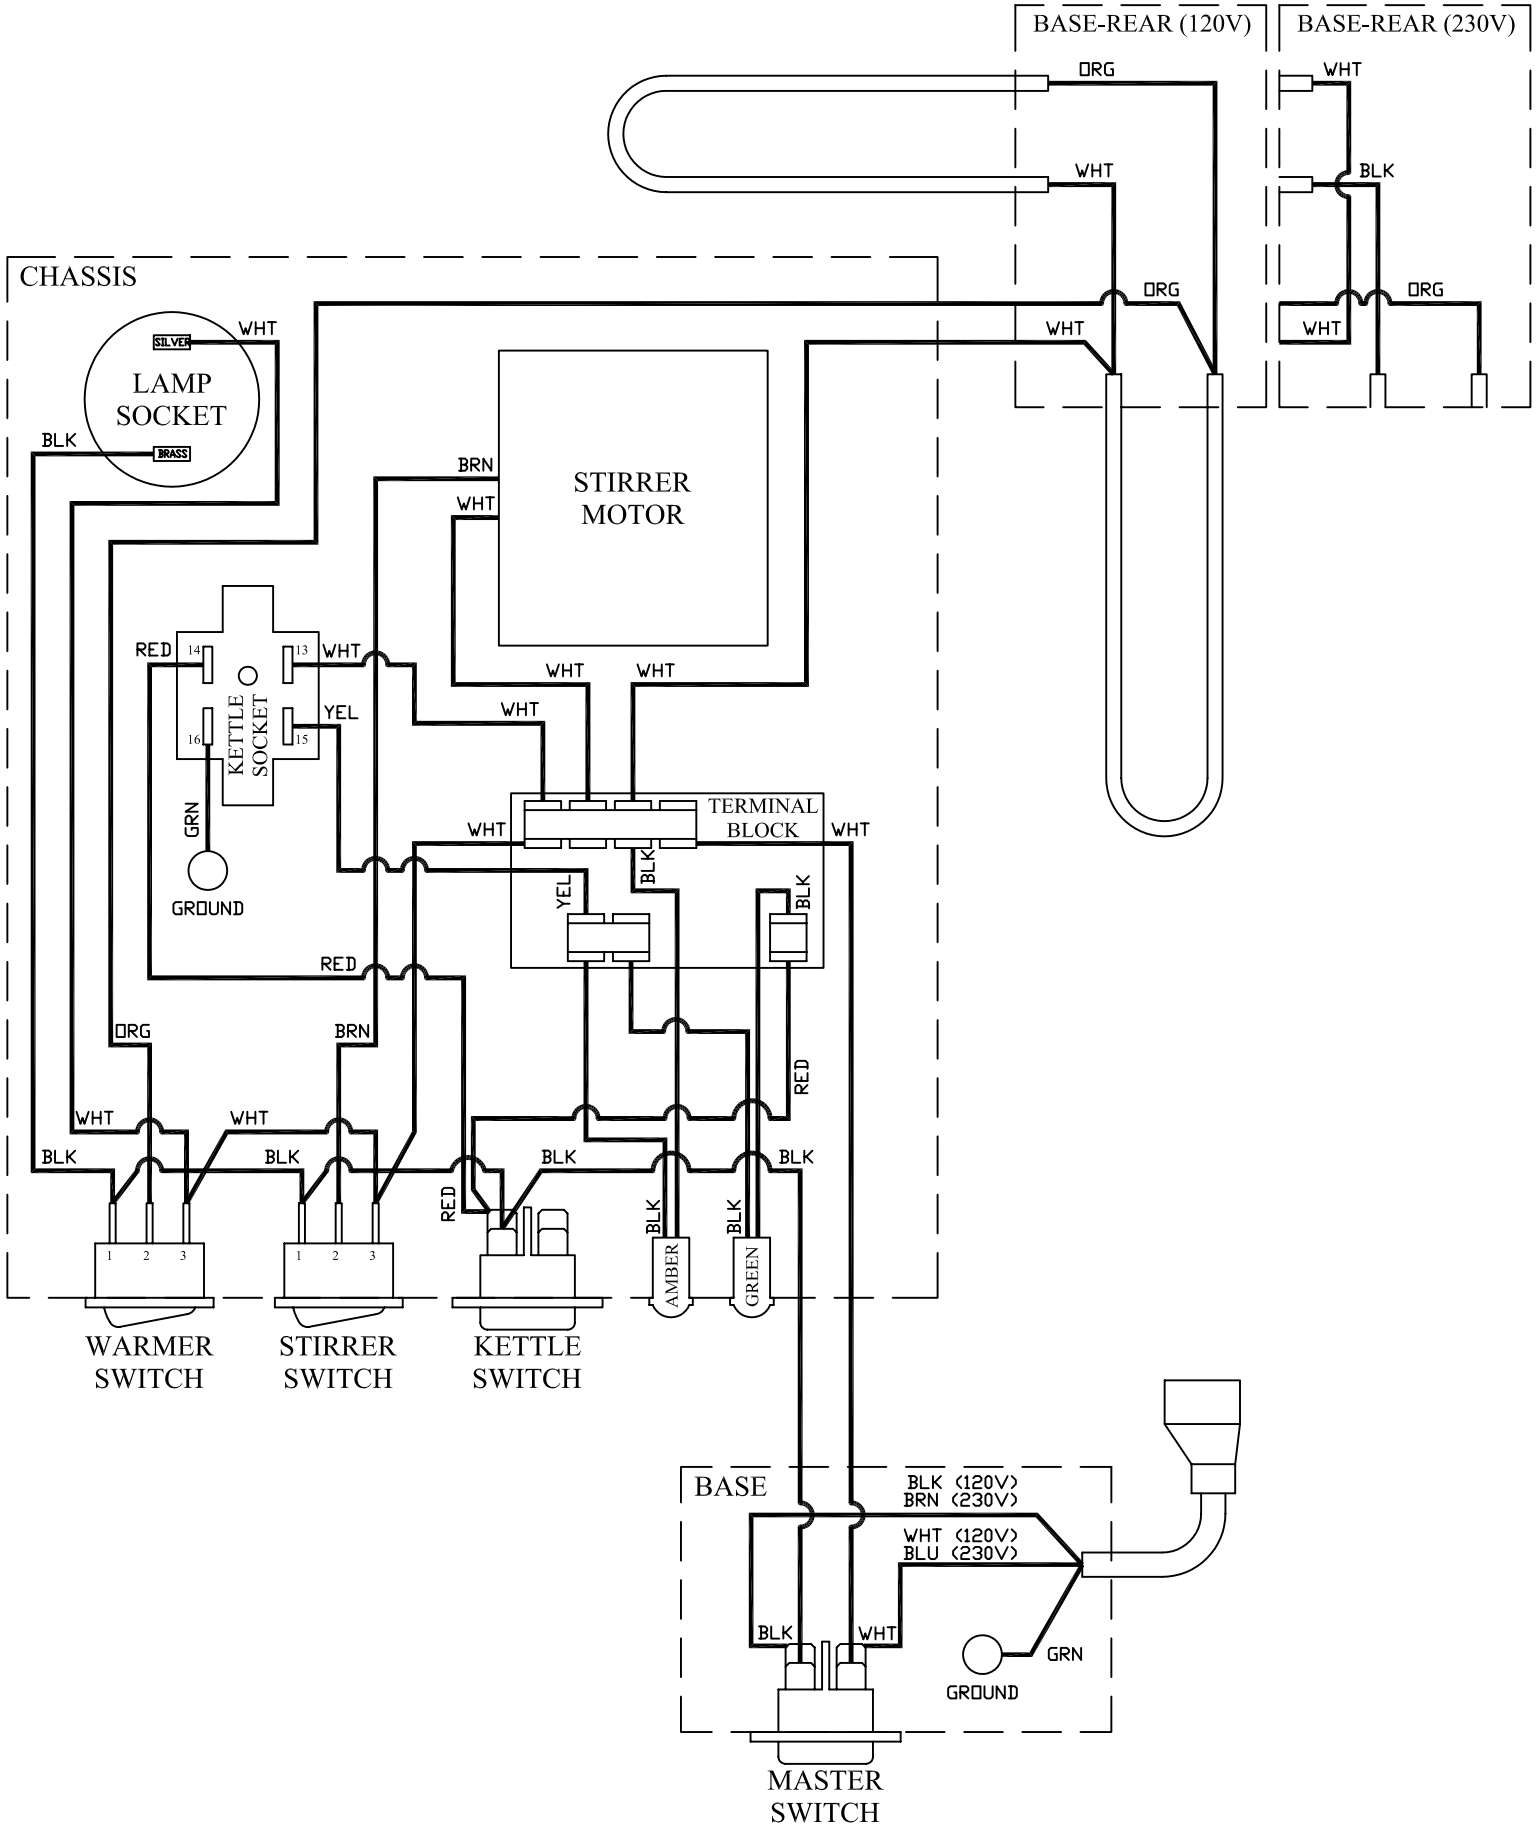 BASE-REAR (120V)
BASE-REAR (230V)
ORG
WHT
WHT
BLK
CHASSIS
ORG
ORG
WHT
WHT
WHT
SILVER
LAMP
SOCKET
BLK
BRASS
BRN
WHT
STIRRER
MOTOR
RED
14
13
WHT
WHT
WHT
KETTLE
SOCKET
YEL
WHT
16
15
GRN
TERMINAL
BLOCK
WHT
WHT
BLK
YEL
BLK
GROUND
RED
ORG
BRN
RED
WHT
WHT
BLK
BLK
BLK
BLK
RED
BLK
BLK
1
2
3
1
2
3
AMBER
GREEN
WARMER
SWITCH
STIRRER
SWITCH
KETTLE
SWITCH
BASE
BLK (120V)
BRN (230V)
WHT (120V)
BLU (230V)
BLK
WHT
GRN
GROUND
MASTER
SWITCH